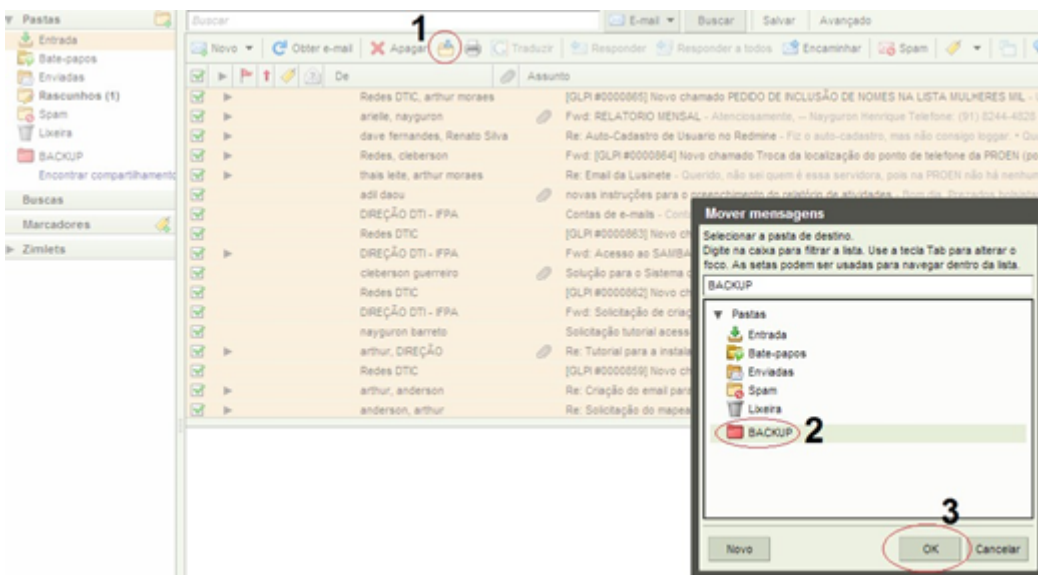 Pastas
Entrada
Bate-papos
Enviadas
Rascunhos (1)
Spam
Lixeira
BACKUP
Encontrar compartilhamento
Buscas
Marcadores
Zimlets
Buscar E-mail Buscar Salvar Avançado
1
Novo Obter e-mail Apagar Traduzir Responder Responder a todos Encaminhar Spam
De Assunto
Redes DTIC, arthur moraes [GLPI #0000865] Novo chamado PEDIDO DE INCLUSÃO DE NOMES NA LISTA MULHERES MIL -
arielle, nayguron Fwd: RELATORIO MENSAL - Atenciosamente, -- Nayguron Henrique Telefone: (91) 8244-4828
dave fernandes, Renato Silva Re: Auto-Cadastro de Usuario no Redmine - Fiz o auto-cadastro, mas não consigo loggar.
Redes, cleberson Fwd: [GLPI #0000864] Novo chamado Troca da localização do ponto de telefone da PROEN (po
thais leite, arthur moraes Re: Email da Lusinete - Querido, não sei quem é essa servidora, pois na PROEN não há nenhum
adil daou novas instruções para o preenchimento do relatório de atividades - Bom dia, Prezados
DIREÇÃO DTI - IFPA Contas de e-mails -
Redes DTIC [GLPI #0000863] Novo
DIREÇÃO DTI - IFPA Fwd: Acesso ao SAMBA
cleberson guerreiro Solução para o Sistema
Redes DTIC [GLPI #0000862] Novo
DIREÇÃO DTI - IFPA Fwd: Solicitação de
nayguron barreto Solicitação tutorial
arthur, DIREÇÃO Re: Tutorial para a
Redes DTIC [GLPI #0000859] Novo
arthur, anderson Re: Criação do email para
anderson, arthur Re: Solicitação do
Mover mensagens
Selecionar a pasta de destino.
Digite na caixa para filtrar a lista. Use a tecla Tab para alterar o
foco. As setas podem ser usadas para navegar dentro da lista.
BACKUP
Pastas
Entrada
Bate-papos
Enviadas
Spam
Lixeira
BACKUP 2
3
Novo OK Cancelar